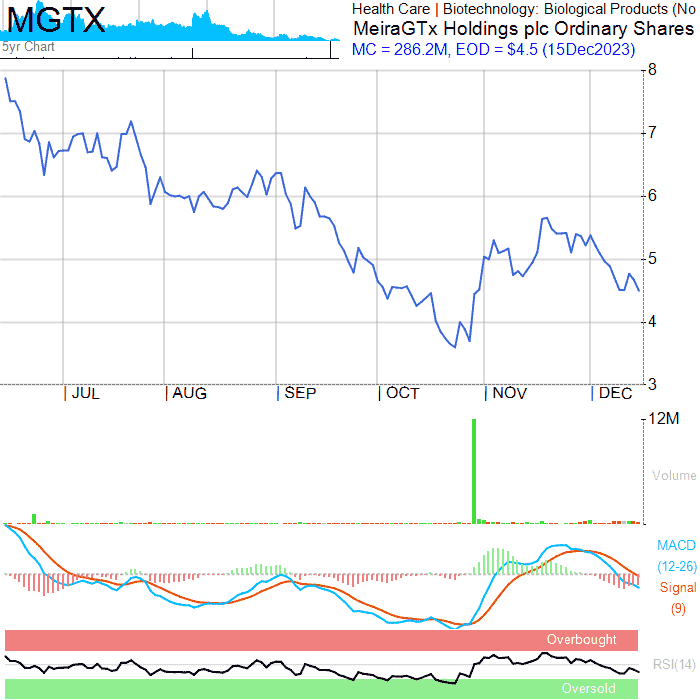 MGTX
5yr Chart
Health Care | Biotechnology: Biological Products (No
MeiraGTx Holdings plc Ordinary Shares
MC = 286.2M, EOD = $4.5 (15Dec2023)
8
7
6
5
4
3
| JUL | AUG | SEP | OCT | NOV | DEC
12M
Volume
MACD
(12-26)
Signal
(9)
Overbought
RSI(14)
Oversold